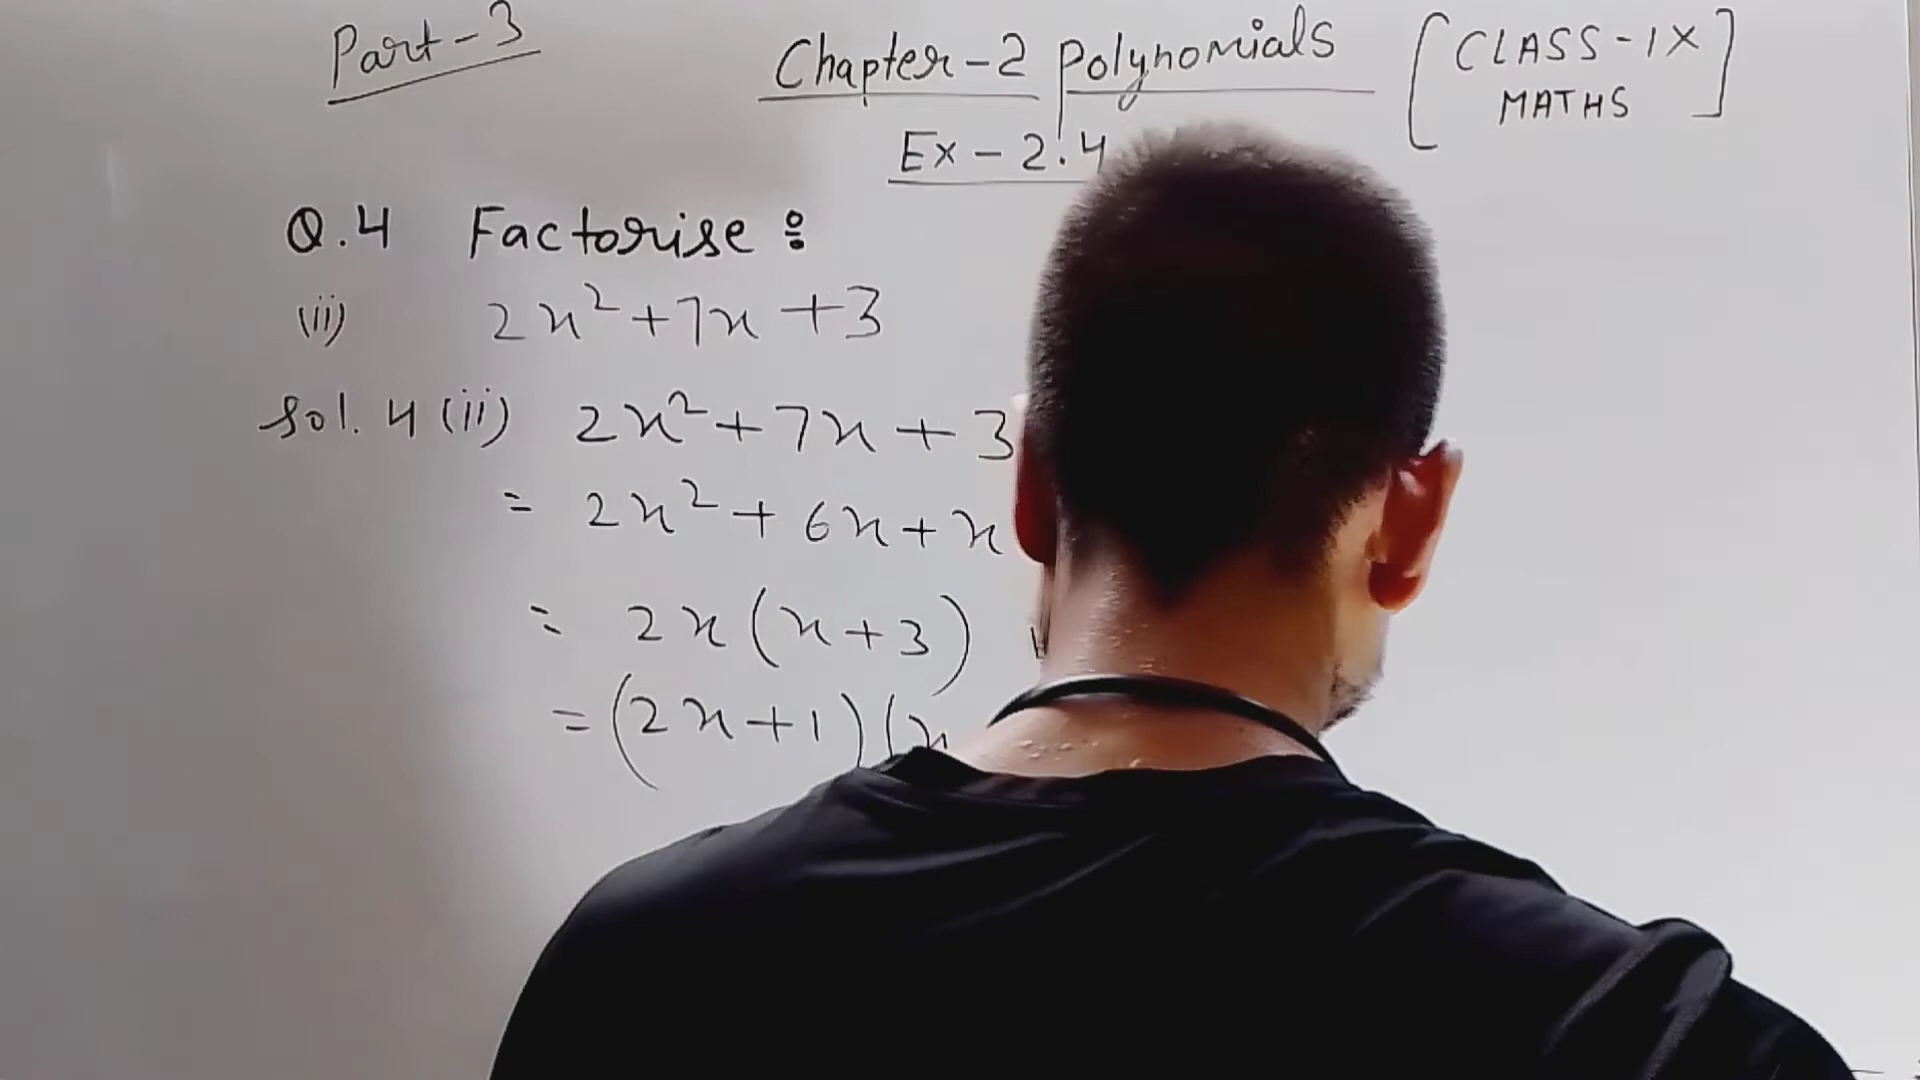 Part-3
Chapter-2 Polynomials [CLASS-IX MATHS]
Ex-2.4
Q.4 Factorise:
(ii) 2x²+7x+3
Sol. 4(ii) 2x²+7x+3
= 2x²+6x+x
= 2x(x+3)
=(2x+1)(x